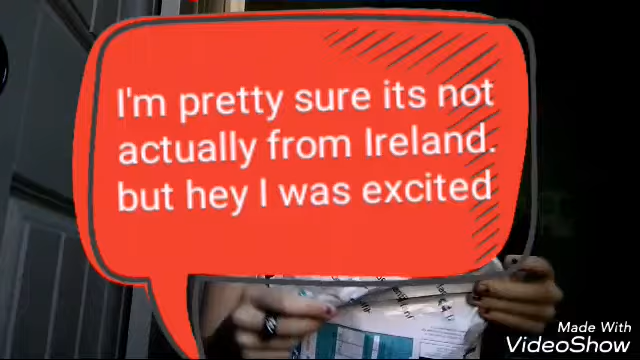 I'm pretty sure its not
actually from Ireland.
but hey I was excited
Made With
VideoShow